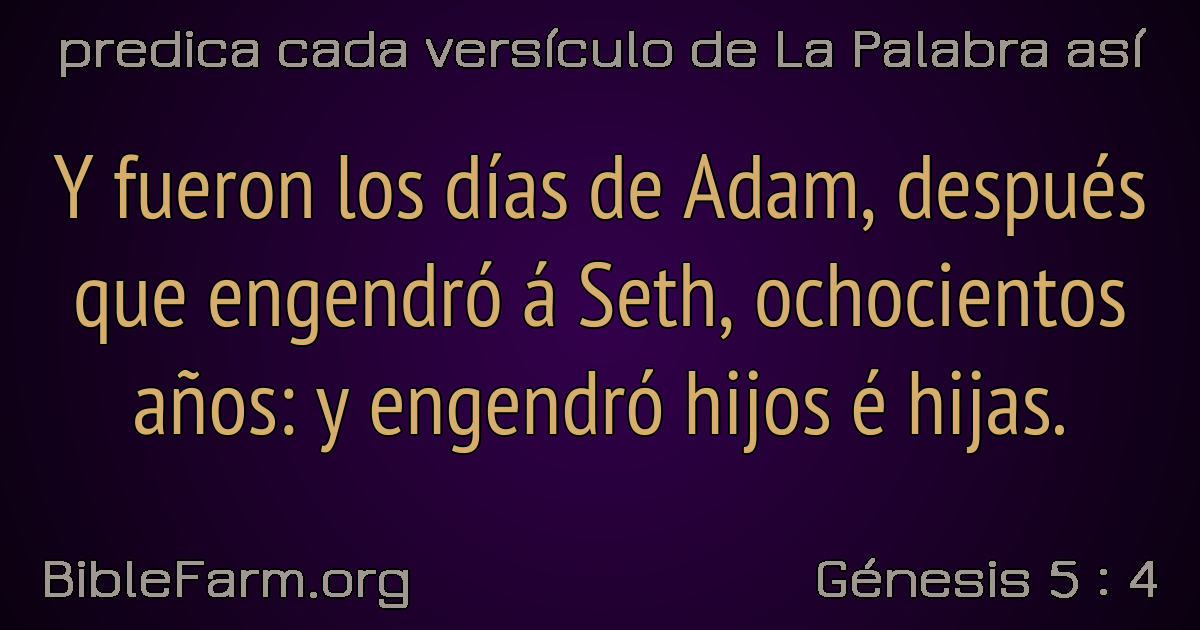 predica cada versículo de La Palabra así
Y fueron los días de Adam, después
que engendró á Seth, ochocientos
años: y engendró hijos é hijas.
BibleFarm.org
Génesis 5 : 4